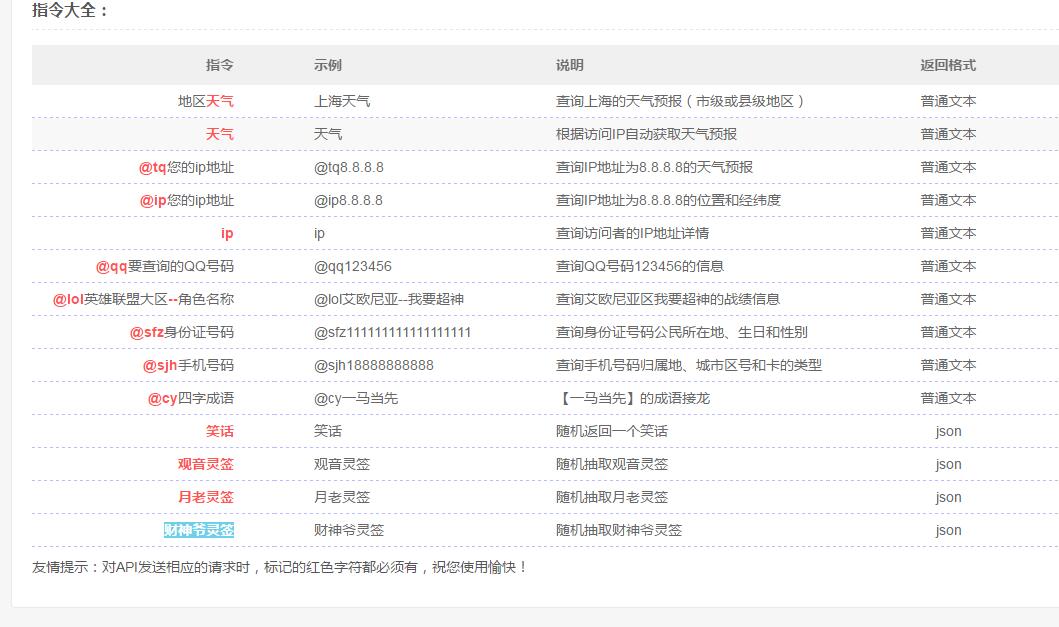 指令大全：
指令 示例 说明 返回格式
地区天气 上海天气 查询上海的天气预报（市级或县级地区） 普通文本
天气 天气 根据访问IP自动获取天气预报 普通文本
@tq您的ip地址 @tq8.8.8.8 查询IP地址为8.8.8.8的天气预报 普通文本
@ip您的ip地址 @ip8.8.8.8 查询IP地址为8.8.8.8的位置和经纬度 普通文本
ip ip 查询访问者的IP地址详情 普通文本
@qq要查询的QQ号码 @qq123456 查询QQ号码123456的信息 普通文本
@lol英雄联盟大区--角色名称 @lol艾欧尼亚--我要超神 查询艾欧尼亚区我要超神的战绩信息 普通文本
@sfz身份证号码 @sfz111111111111111111 查询身份证号码公民所在地、生日和性别 普通文本
@sjh手机号码 @sjh18888888888 查询手机号码归属地、城市区号和卡的类型 普通文本
@cy四字成语 @cy一马当先 【一马当先】的成语接龙 普通文本
笑话 笑话 随机返回一个笑话 json
观音灵签 观音灵签 随机抽取观音灵签 json
月老灵签 月老灵签 随机抽取月老灵签 json
财神爷灵签 财神爷灵签 随机抽取财神爷灵签 json
友情提示：对API发送相应的请求时，标记的红色字符都必须有，祝您使用愉快！